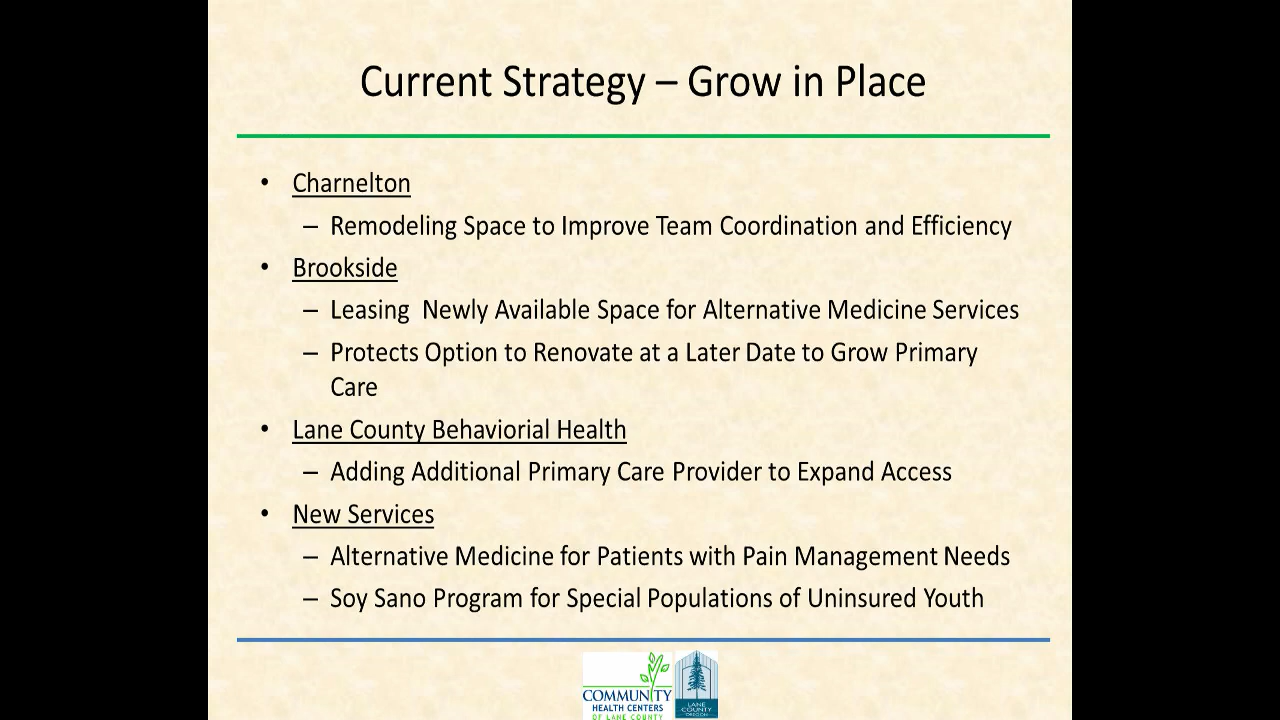 Current Strategy – Grow in Place
• Charnelton
– Remodeling Space to Improve Team Coordination and Efficiency
• Brookside
– Leasing  Newly Available Space for Alternative Medicine Services
– Protects Option to Renovate at a Later Date to Grow Primary
Care
• Lane County Behaviorial Health
– Adding Additional Primary Care Provider to Expand Access
• New Services
– Alternative Medicine for Patients with Pain Management Needs
– Soy Sano Program for Special Populations of Uninsured Youth
COMMUNITY
HEALTH CENTERS
OF LANE COUNTY
LANE
COUNTY
OREGON